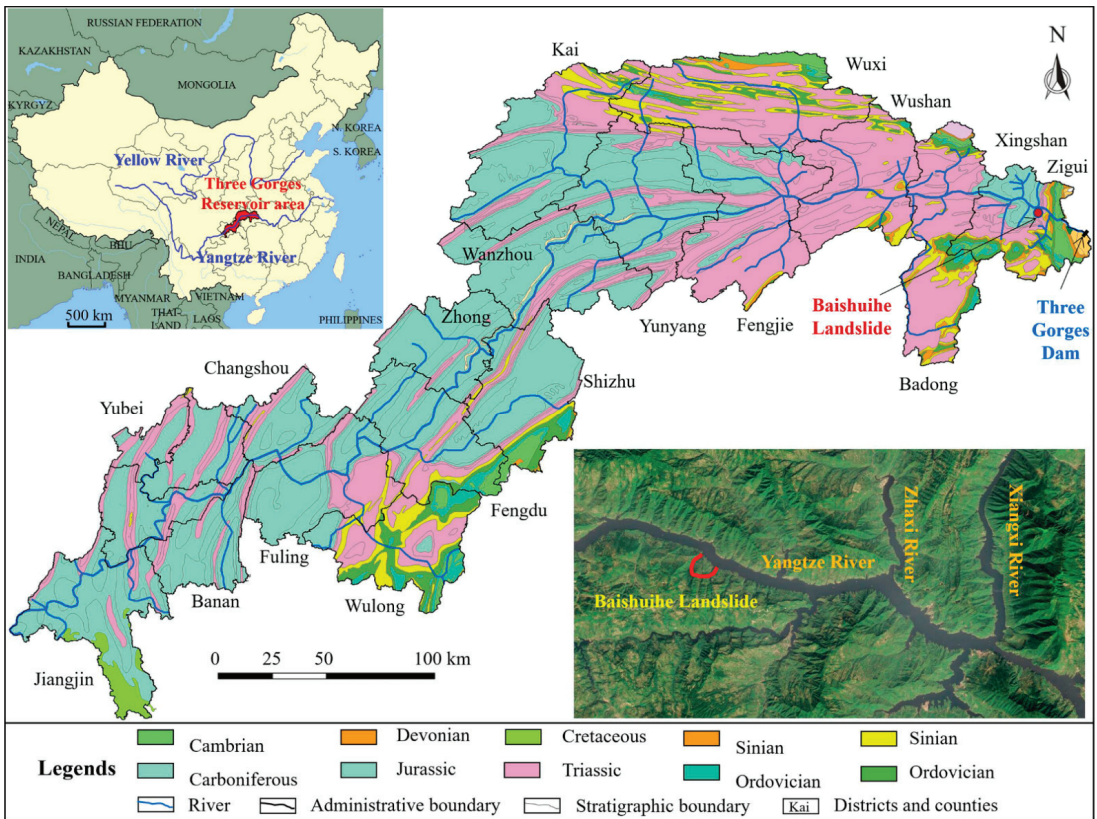 RUSSIAN FEDERATION
KAZAKHSTAN
MONGOLIA
KYRGYZ
N. KOREA
S. KOREA
Yellow River
Three Gorges
Reservoir area
Yangtze River
NEPAL
BHU
INDIA
BANGLADESH
MYANMAR
VIETNAM
THAI-
LAND
LAOS
PHILIPPINES
500 km
N
Kai
Wuxi
Wushan
Xingshan
Zigui
Wanzhou
Zhong
Yunyang
Fengjie
Baishuihe
Landslide
Three
Gorges
Dam
Badong
Changshou
Shizhu
Yubei
Fengdu
Fuling
Banan
Wulong
Jiangjin
0 25 50 100 km
Zhaxi River
Xiangxi River
Yangtze River
Baishuihe Landslide
Legends
Cambrian
Devonian
Cretaceous
Sinian
Sinian
Carboniferous
Jurassic
Triassic
Ordovician
Ordovician
River
Administrative boundary
Stratigraphic boundary
Kai
Districts and counties